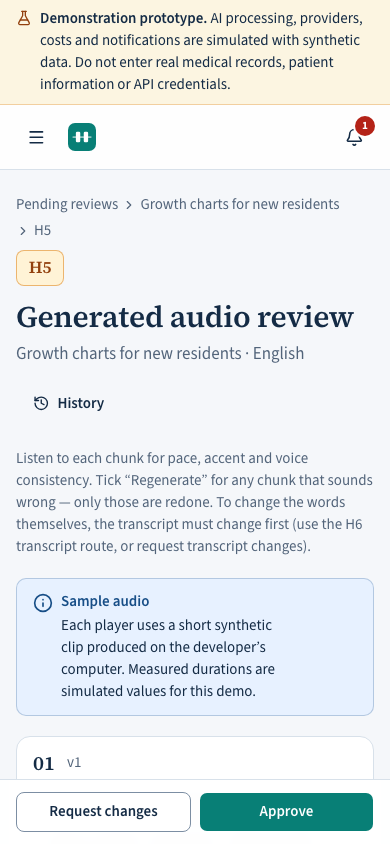 Demonstration prototype. AI processing, providers,
costs and notifications are simulated with synthetic
data. Do not enter real medical records, patient
information or API credentials.
1
Pending reviews > Growth charts for new residents
> H5
H5
Generated audio review
Growth charts for new residents · English
History
Listen to each chunk for pace, accent and voice
consistency. Tick “Regenerate” for any chunk that sounds
wrong — only those are redone. To change the words
themselves, the transcript must change first (use the H6
transcript route, or request transcript changes).
Sample audio
Each player uses a short synthetic
clip produced on the developer’s
computer. Measured durations are
simulated values for this demo.
01 v1
Request changes Approve